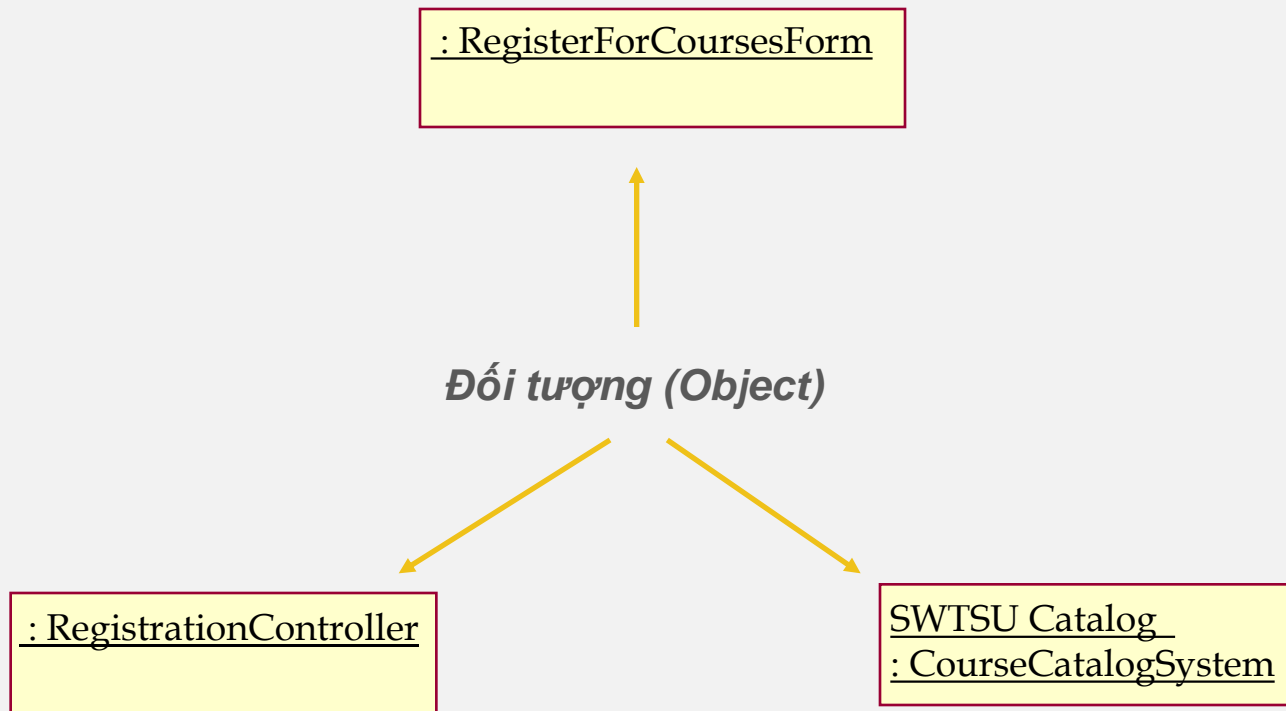 : RegisterForCoursesForm
Đối tượng (Object)
: RegistrationController
SWTSU Catalog
: CourseCatalogSystem